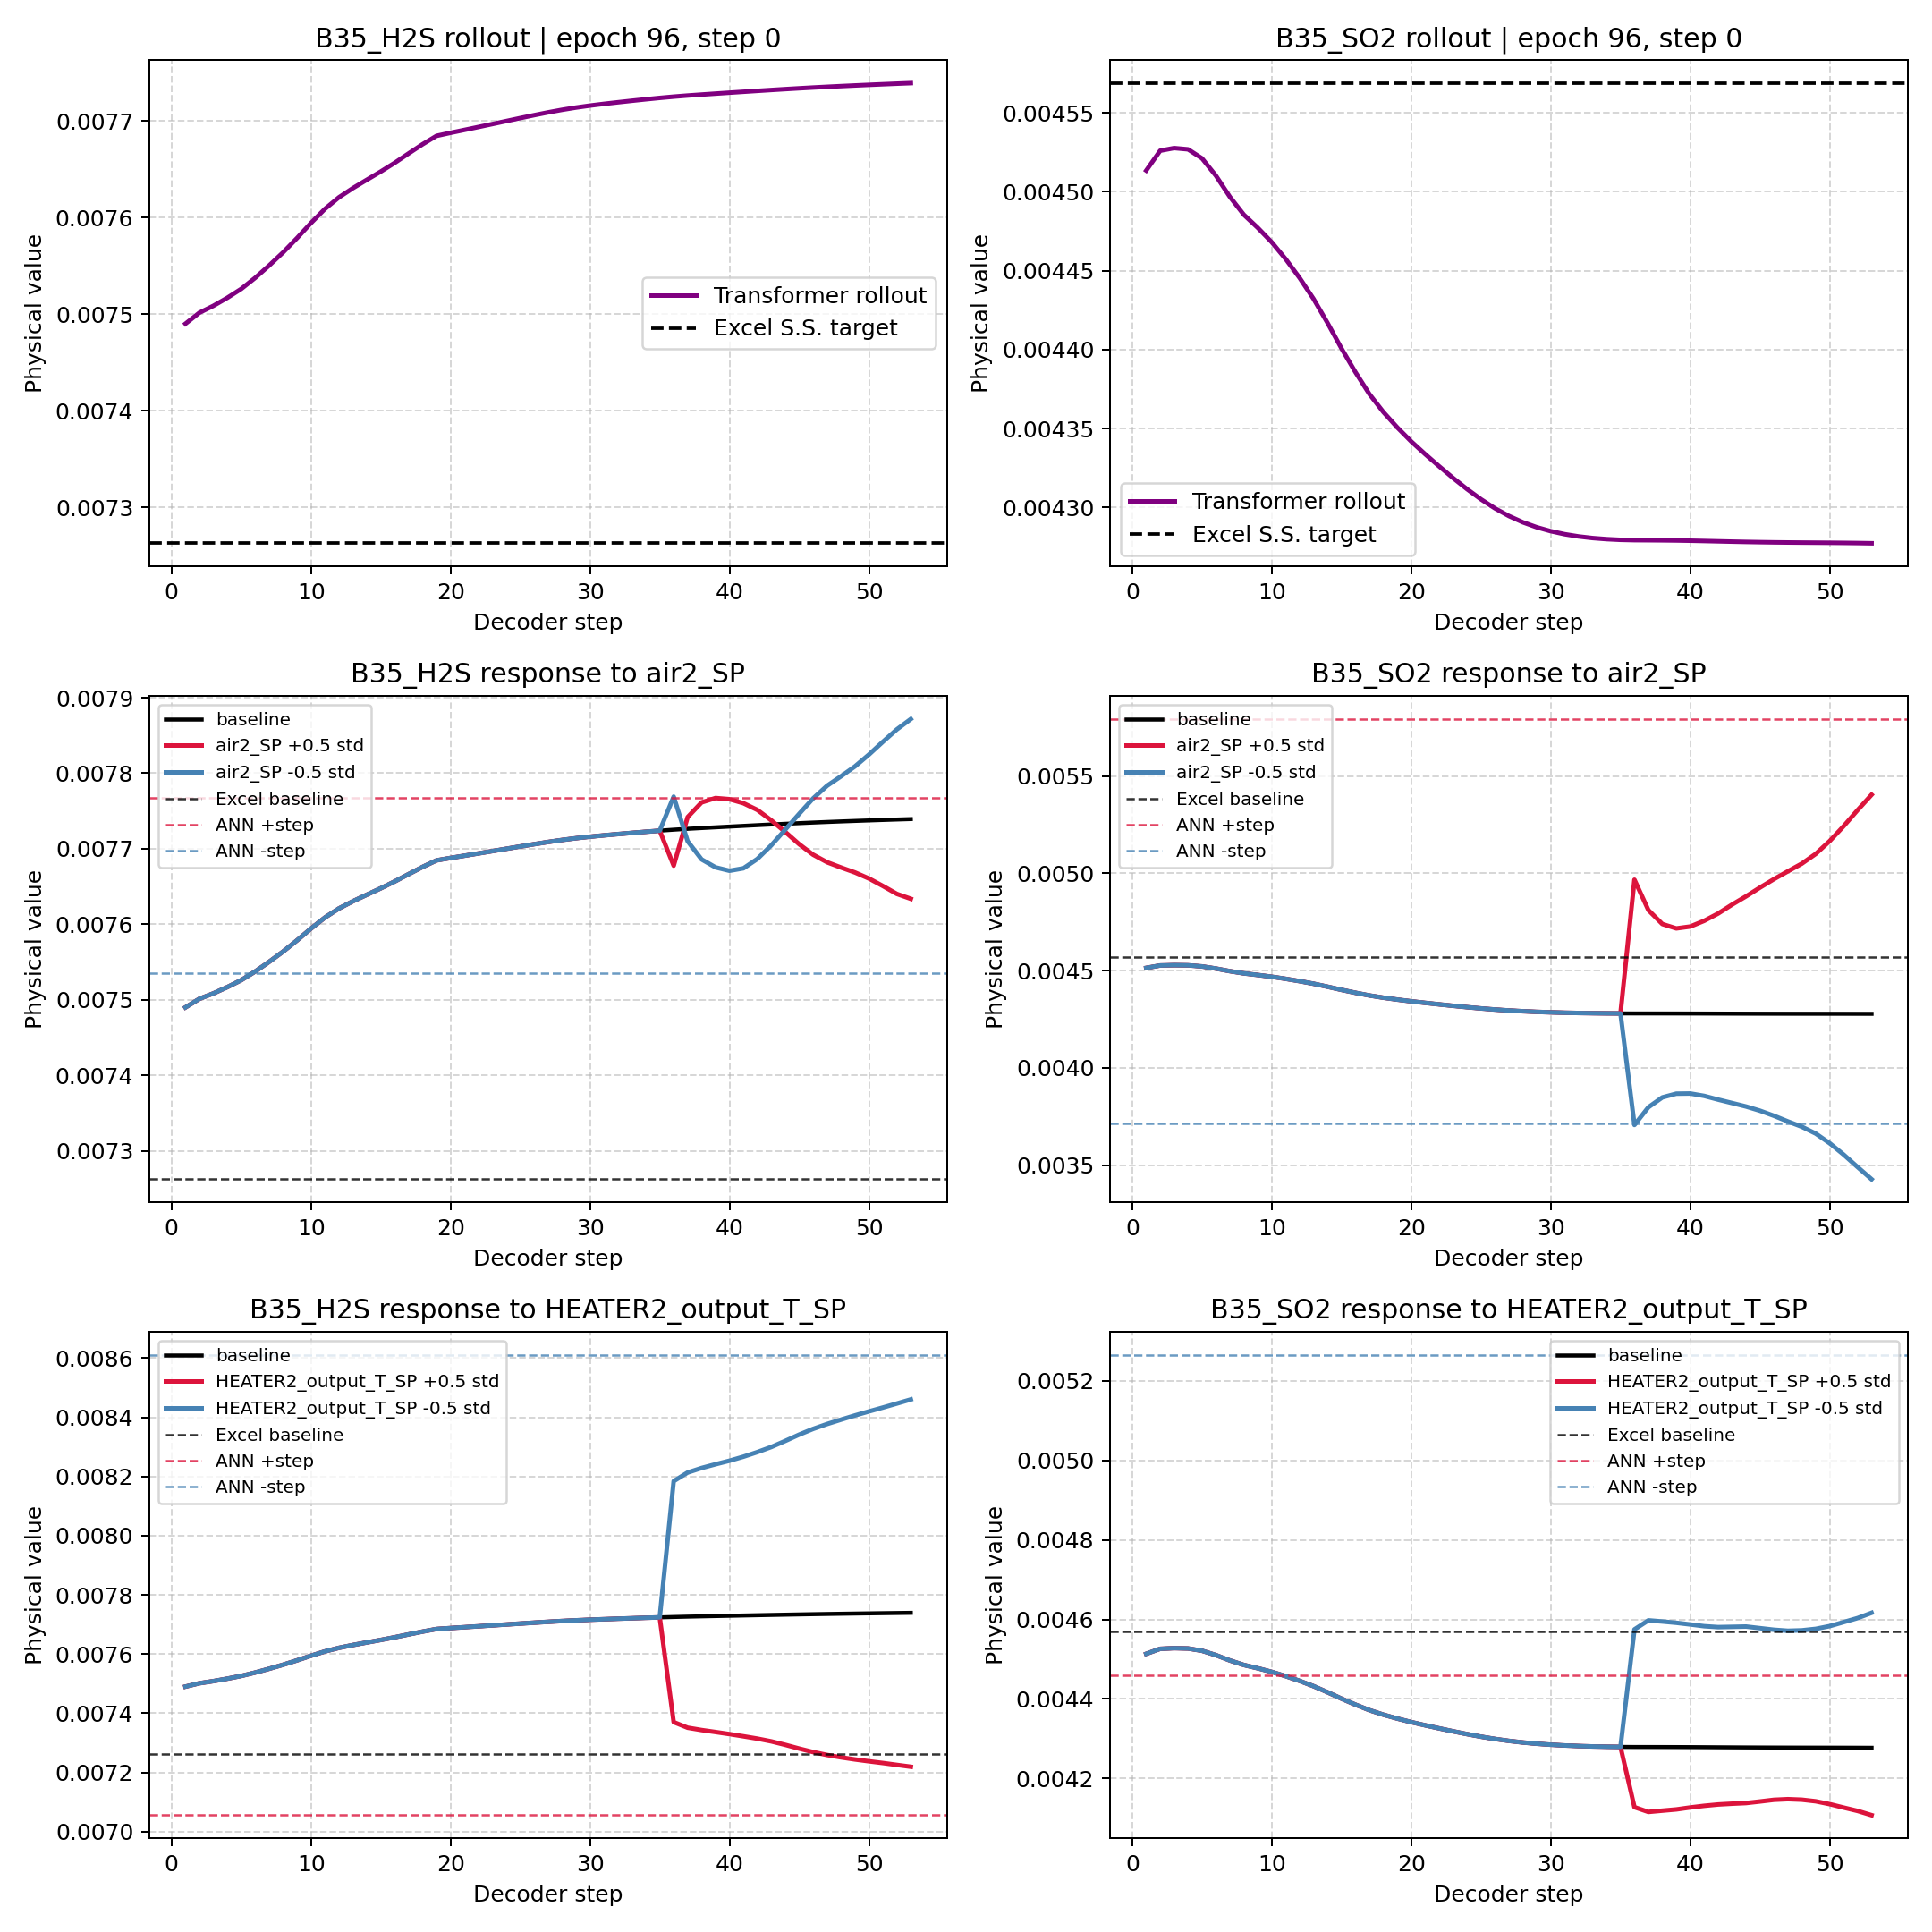 B35_H2S rollout | epoch 96, step 0
Physical value
0.0077
0.0076
0.0075
0.0074
0.0073
Transformer rollout
Excel S.S. target
0 10 20 30 40 50
Decoder step
B35_SO2 rollout | epoch 96, step 0
Physical value
0.00455
0.00450
0.00445
0.00440
0.00435
0.00430
Transformer rollout
Excel S.S. target
0 10 20 30 40 50
Decoder step
B35_H2S response to air2_SP
Physical value
0.0079
0.0078
0.0077
0.0076
0.0075
0.0074
0.0073
baseline
air2_SP +0.5 std
air2_SP -0.5 std
Excel baseline
ANN +step
ANN -step
0 10 20 30 40 50
Decoder step
B35_SO2 response to air2_SP
Physical value
0.0055
0.0050
0.0045
0.0040
0.0035
baseline
air2_SP +0.5 std
air2_SP -0.5 std
Excel baseline
ANN +step
ANN -step
0 10 20 30 40 50
Decoder step
B35_H2S response to HEATER2_output_T_SP
Physical value
0.0086
0.0084
0.0082
0.0080
0.0078
0.0076
0.0074
0.0072
0.0070
baseline
HEATER2_output_T_SP +0.5 std
HEATER2_output_T_SP -0.5 std
Excel baseline
ANN +step
ANN -step
0 10 20 30 40 50
Decoder step
B35_SO2 response to HEATER2_output_T_SP
Physical value
0.0052
0.0050
0.0048
0.0046
0.0044
0.0042
baseline
HEATER2_output_T_SP +0.5 std
HEATER2_output_T_SP -0.5 std
Excel baseline
ANN +step
ANN -step
0 10 20 30 40 50
Decoder step